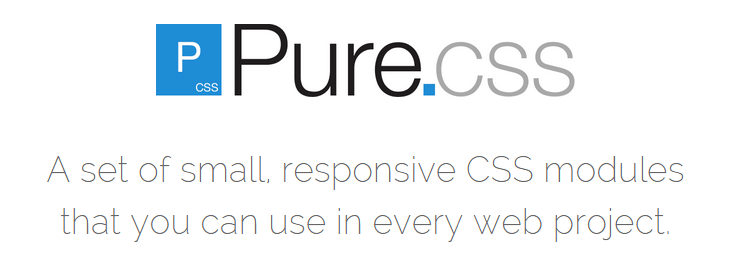 P CSS Pure.css
A set of small, responsive CSS modules
that you can use in every web project.